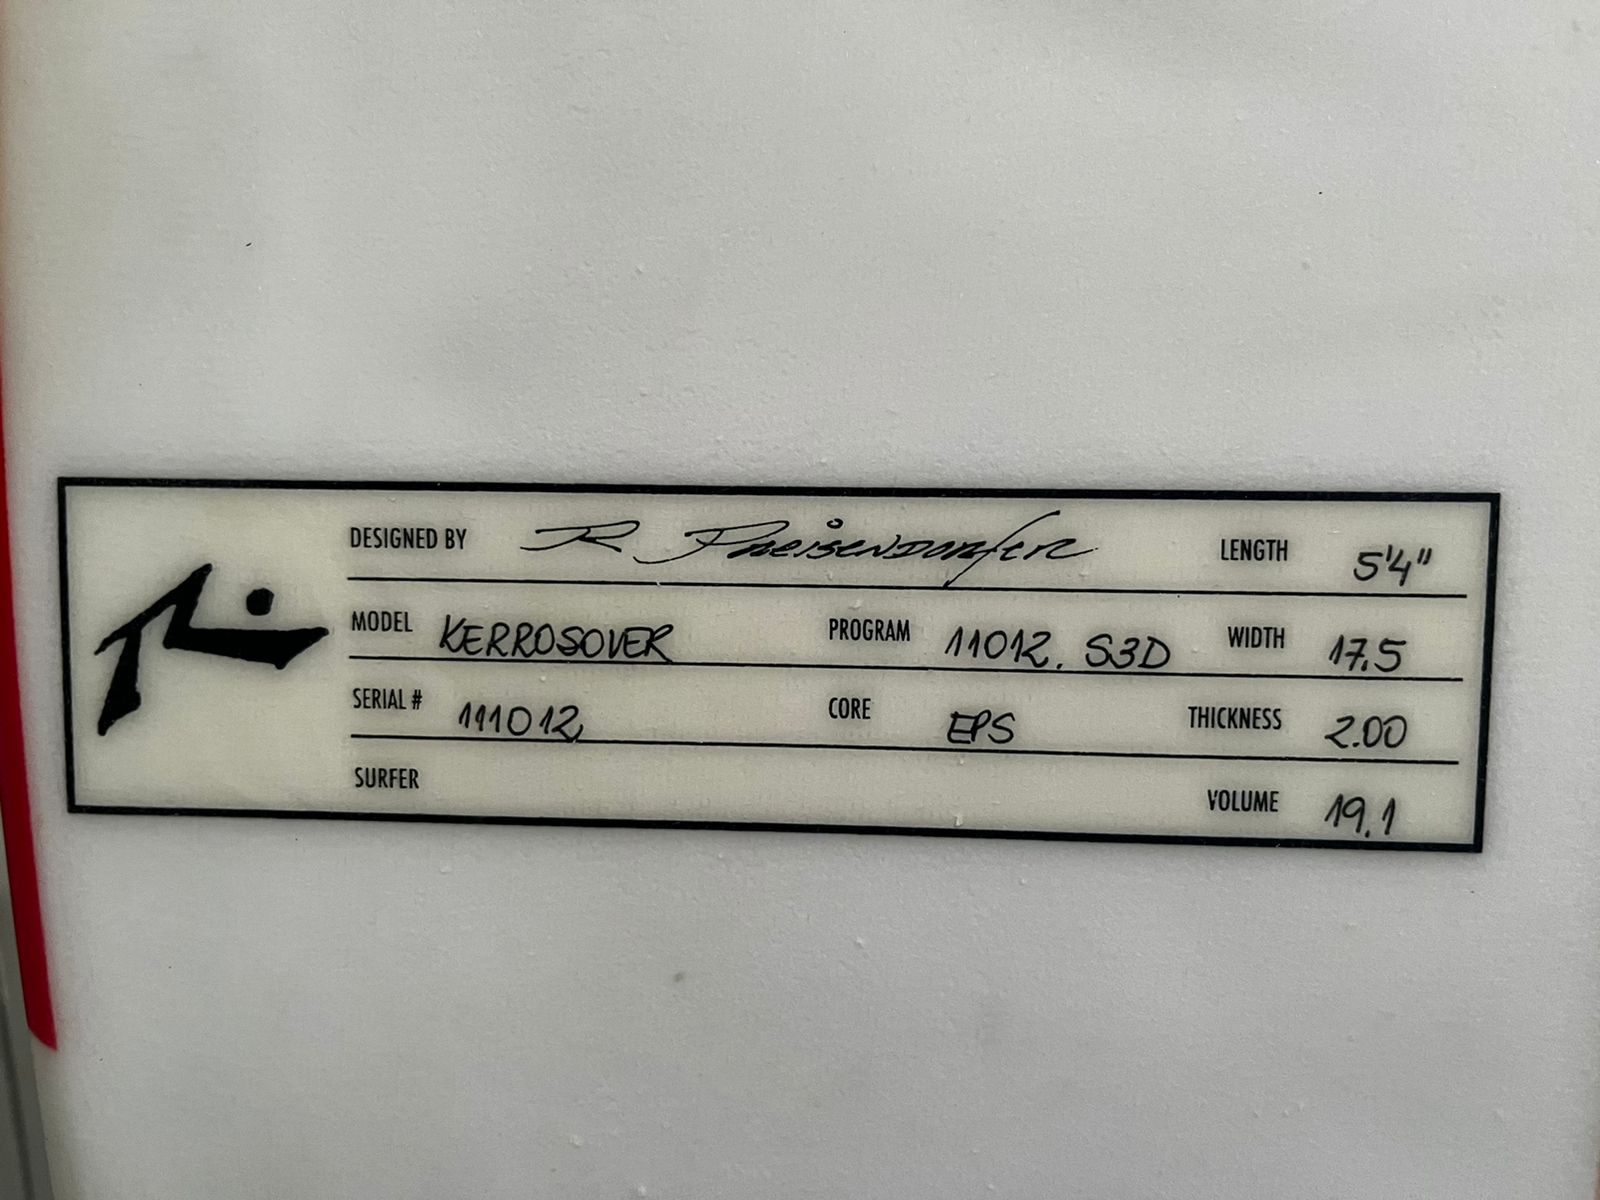 DESIGNED BY R. Preisendorfer LENGTH 5'4"
MODEL KERROSOVER PROGRAM 11012. S3D WIDTH 17.5
SERIAL # 111012 CORE EPS THICKNESS 2.00
SURFER VOLUME 19.1